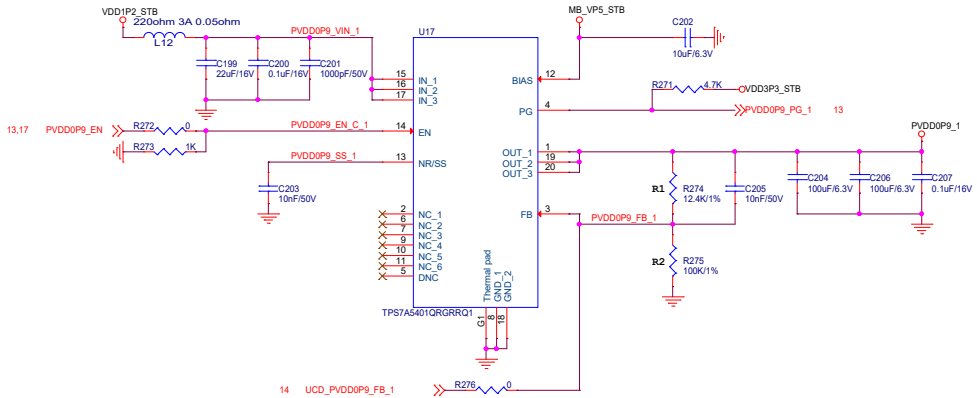 VDD1P2_STB
220ohm 3A 0.05ohm
L12
PVDD0P9_VIN_1
C199
22uF/16V
C200
0.1uF/16V
C201
1000pF/50V
U17
15
IN_1
16
IN_2
17
IN_3
13,17
PVDD0P9_EN
R272
0
PVDD0P9_EN_C_1
14
EN
R273
1K
PVDD0P9_SS_1
13
NR/SS
C203
10nF/50V
2
NC_1
6
NC_2
7
NC_3
9
NC_4
10
NC_5
11
NC_6
5
DNC
MB_VP5_STB
C202
10uF/6.3V
BIAS
12
R271
4.7K
VDD3P3_STB
PG
4
PVDD0P9_PG_1
13
PVDD0P9_1
OUT_1
1
OUT_2
19
OUT_3
20
R1
R274
12.4K/1%
C205
10nF/50V
C204
100uF/6.3V
C206
100uF/6.3V
C207
0.1uF/16V
FB
3
PVDD0P9_FB_1
R2
R275
100K/1%
Thermal pad
GND_1
GND_2
TPS7A5401QRGRRQ1
G1
8
18
14
UCD_PVDD0P9_FB_1
R276
0